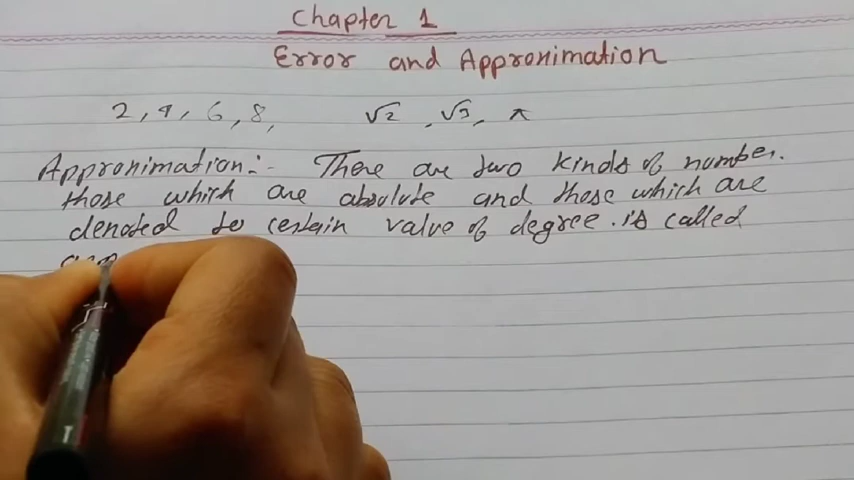 Chapter 1
Error and Approximation
2, 4, 6, 8, √2, √3, π
Approximation:- There are two kinds of number.
those which are absolute and those which are
denoted to certain value of degree. is called